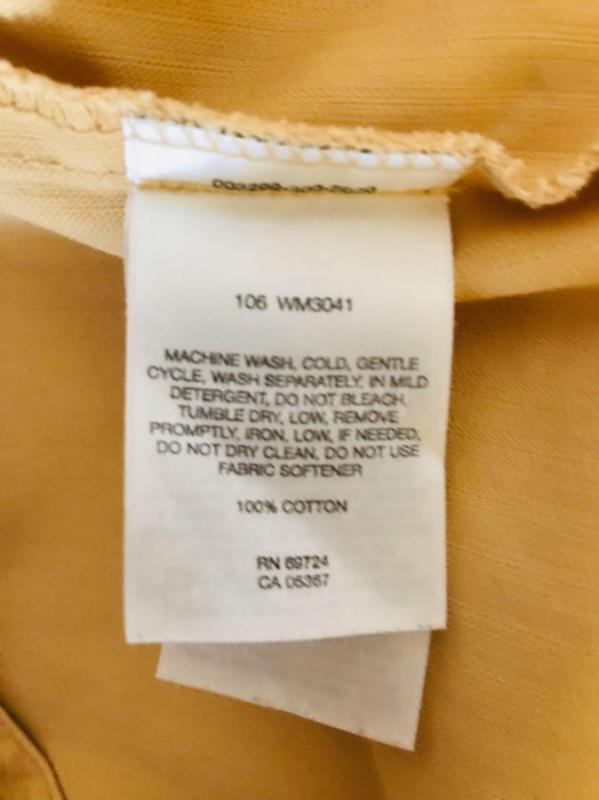 106 WM3041
MACHINE WASH, COLD, GENTLE
CYCLE, WASH SEPARATELY, IN MILD
DETERGENT, DO NOT BLEACH,
TUMBLE DRY, LOW, REMOVE
PROMPTLY, IRON, LOW, IF NEEDED,
DO NOT DRY CLEAN, DO NOT USE
FABRIC SOFTENER
100% COTTON
RN 69724
CA 05367